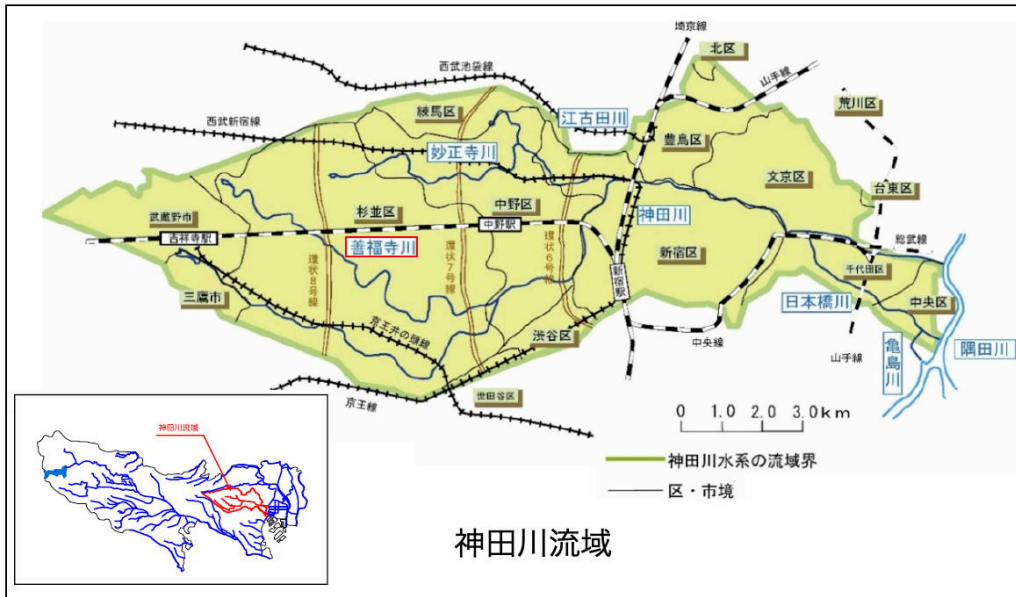 埼京線
北区
西武池袋線
山手線
荒川区
練馬区
江古田川
西武新宿線
豊島区
妙正寺川
文京区
台東区
武蔵野市
杉並区
中野区
神田川
吉祥寺駅
中野駅
善福寺川
新宿区
総武線
環状8号線
環状7号線
環状6号線
新宿駅
千代田区
三鷹市
日本橋川
中央区
京王井の頭線
渋谷区
中央線
山手線
亀島川
隅田川
京王線
世田谷区
0 1.0 2.0 3.0km
神田川流域
神田川水系の流域界
区・市境
神田川流域